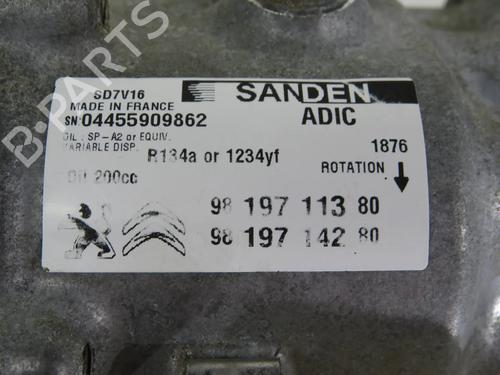 SD7V16
SANDEN
MADE IN FRANCE
ADIC
SN:04455909862
OIL : SP-A2 or EQUIV.
VARIABLE DISP.
R134a or 1234yf
1876
Oil 200cc
ROTATION
98 197 113 80
98 197 142 80
B-Parts